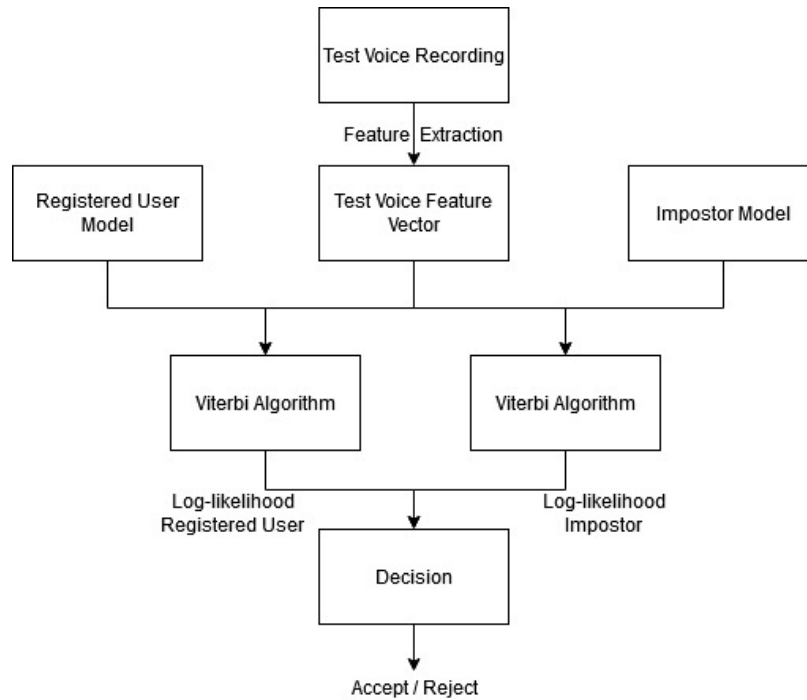 Test Voice Recording
Feature Extraction
Registered User
Model
Test Voice Feature
Vector
Impostor Model
Viterbi Algorithm
Viterbi Algorithm
Log-likelihood
Registered User
Log-likelihood
Impostor
Decision
Accept / Reject